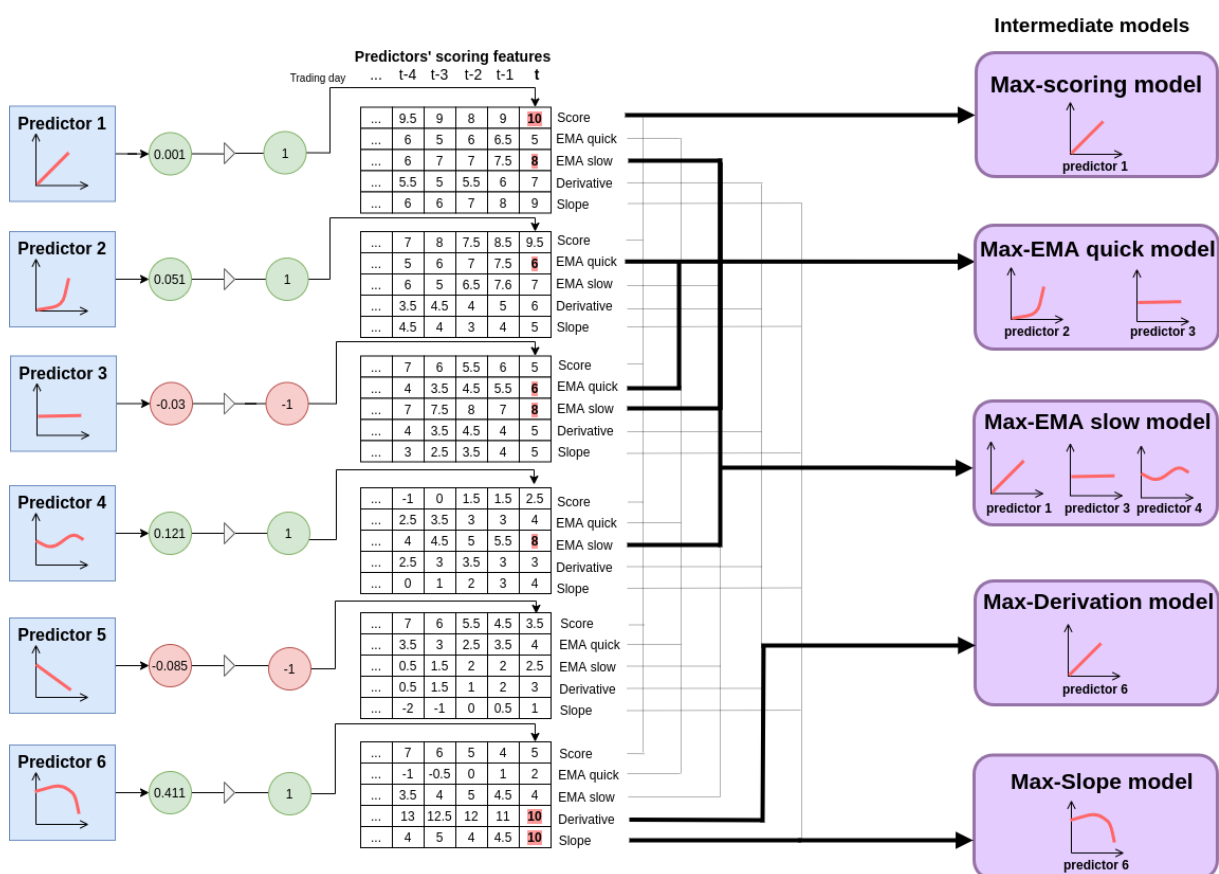 Intermediate models
Predictors' scoring features
Trading day ... t-4 t-3 t-2 t-1 t
Predictor 1
0.001
1
... 9.5 9 8 9 10 Score
... 6 5 6 6.5 5 EMA quick
... 6 7 7 7.5 8 EMA slow
... 5.5 5 5.5 6 7 Derivative
... 6 6 7 8 9 Slope
Predictor 2
0.051
1
... 7 8 7.5 8.5 9.5 Score
... 5 6 7 7.5 6 EMA quick
... 6 5 6.5 7.6 7 EMA slow
... 3.5 4.5 4 5 6 Derivative
... 4.5 4 3 4 5 Slope
Predictor 3
-0.03
-1
... 7 6 5.5 6 5 Score
... 4 3.5 4.5 5.5 6 EMA quick
... 7 7.5 8 7 8 EMA slow
... 4 3.5 4.5 4 5 Derivative
... 3 2.5 3.5 4 5 Slope
Predictor 4
0.121
1
... -1 0 1.5 1.5 2.5 Score
... 2.5 3.5 3 3 4 EMA quick
... 4 4.5 5 5.5 8 EMA slow
... 2.5 3 3.5 3 3 Derivative
... 0 1 2 3 4 Slope
Predictor 5
-0.085
-1
... 7 6 5.5 4.5 3.5 Score
... 3.5 3 2.5 3.5 4 EMA quick
... 0.5 1.5 2 2 2.5 EMA slow
... 0.5 1.5 1 2 3 Derivative
... -2 -1 0 0.5 1 Slope
Predictor 6
0.411
1
... 7 6 5 4 5 Score
... -1 -0.5 0 1 2 EMA quick
... 3.5 4 5 4.5 4 EMA slow
... 13 12.5 12 11 10 Derivative
... 4 5 4 4.5 10 Slope
Max-scoring model
predictor 1
Max-EMA quick model
predictor 2 predictor 3
Max-EMA slow model
predictor 1 predictor 3 predictor 4
Max-Derivation model
predictor 6
Max-Slope model
predictor 6